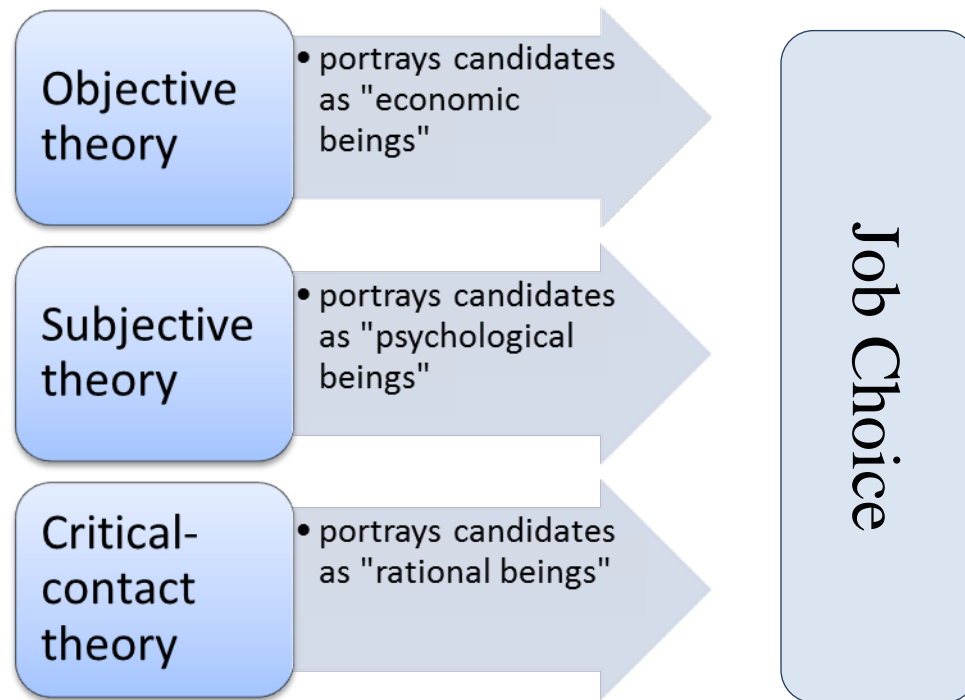 Objective
theory
• portrays candidates
as "economic
beings"
Subjective
theory
• portrays candidates
as "psychological
beings"
Critical-
contact
theory
• portrays candidates
as "rational beings"
Job Choice